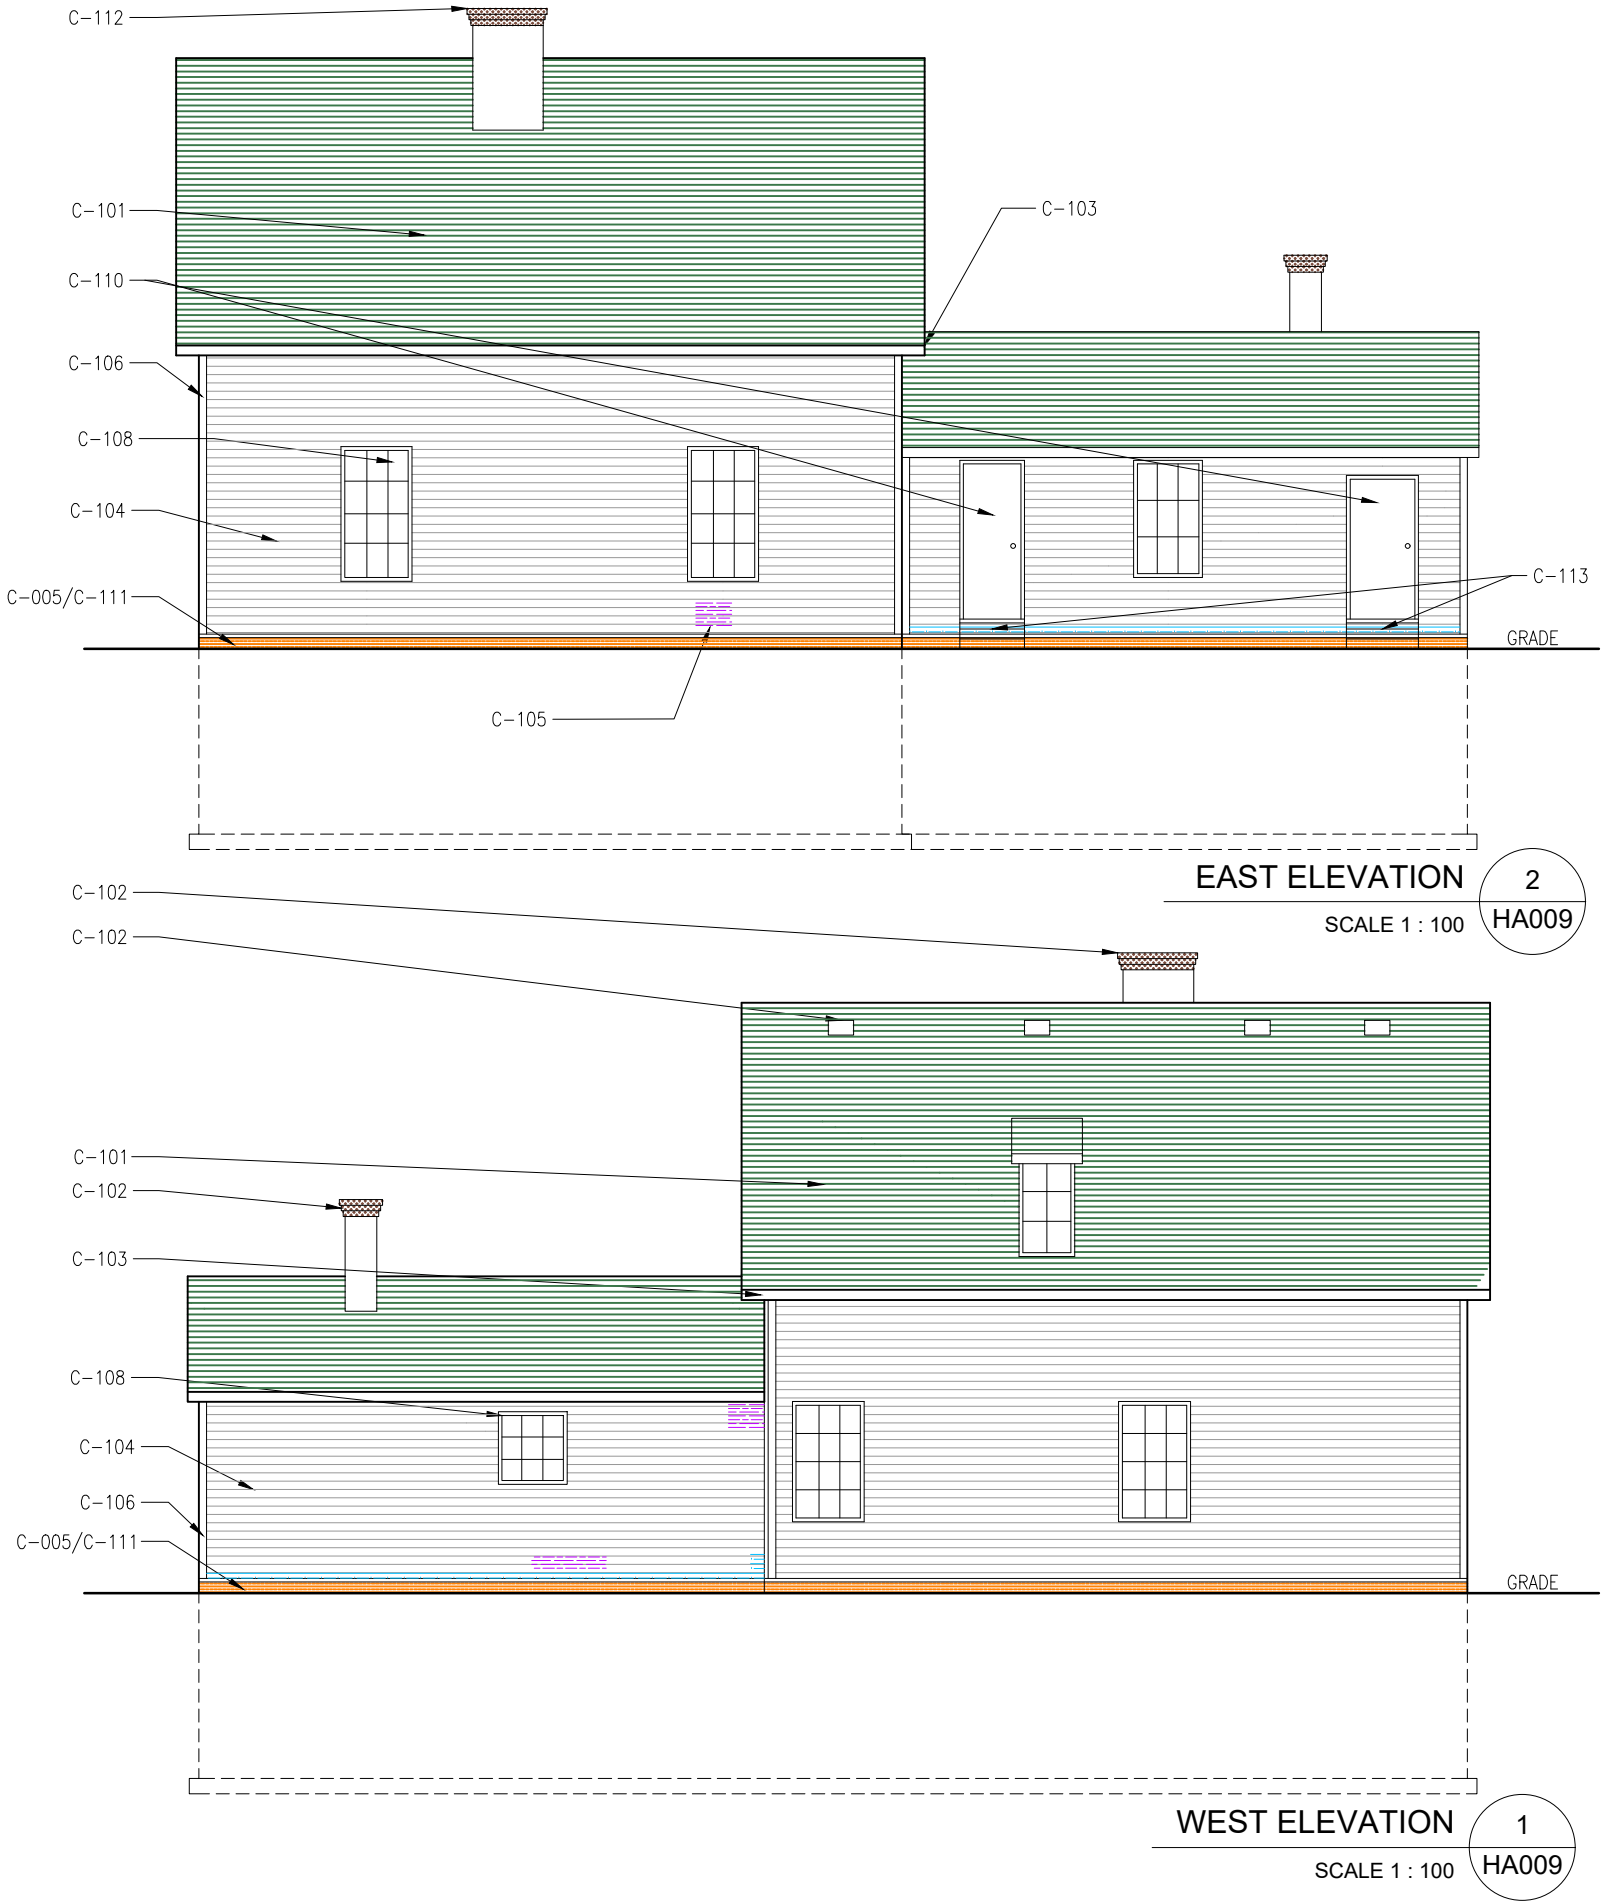 C-112
C-101
C-103
C-110
C-106
C-108
C-104
C-113
C-005/C-111
GRADE
C-105
EAST ELEVATION
2
SCALE 1 : 100
HA009
C-102
C-102
C-101
C-102
C-103
C-108
C-104
C-106
C-005/C-111
GRADE
WEST ELEVATION
1
SCALE 1 : 100
HA009